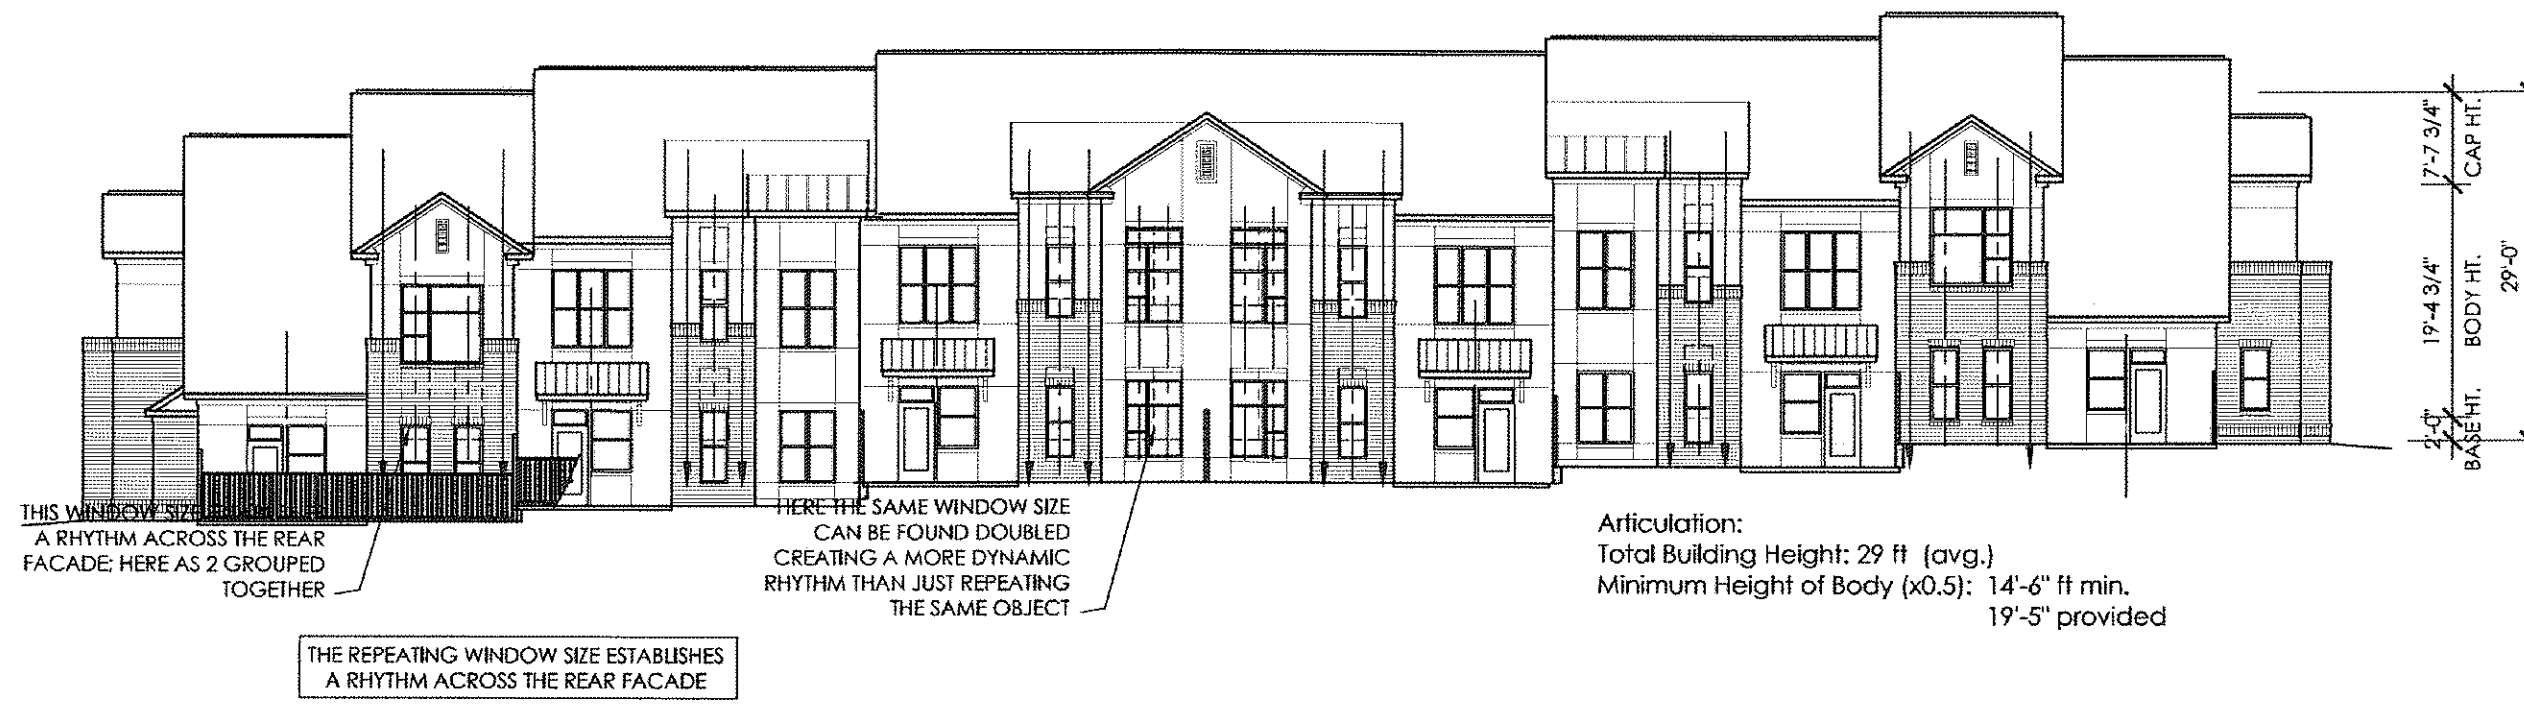 THIS WINDOW SIZE
A RHYTHM ACROSS THE REAR
FACADE; HERE AS 2 GROUPED
TOGETHER
HERE THE SAME WINDOW SIZE
CAN BE FOUND DOUBLED
CREATING A MORE DYNAMIC
RHYTHM THAN JUST REPEATING
THE SAME OBJECT
THE REPEATING WINDOW SIZE ESTABLISHES
A RHYTHM ACROSS THE REAR FACADE
Articulation:
Total Building Height: 29 ft (avg.)
Minimum Height of Body (x0.5): 14'-6" ft min.
19'-5" provided
7'-7 3/4"
CAP HT.
19'-4 3/4"
BODY HT.
2'-0"
BASE HT.
29'-0"